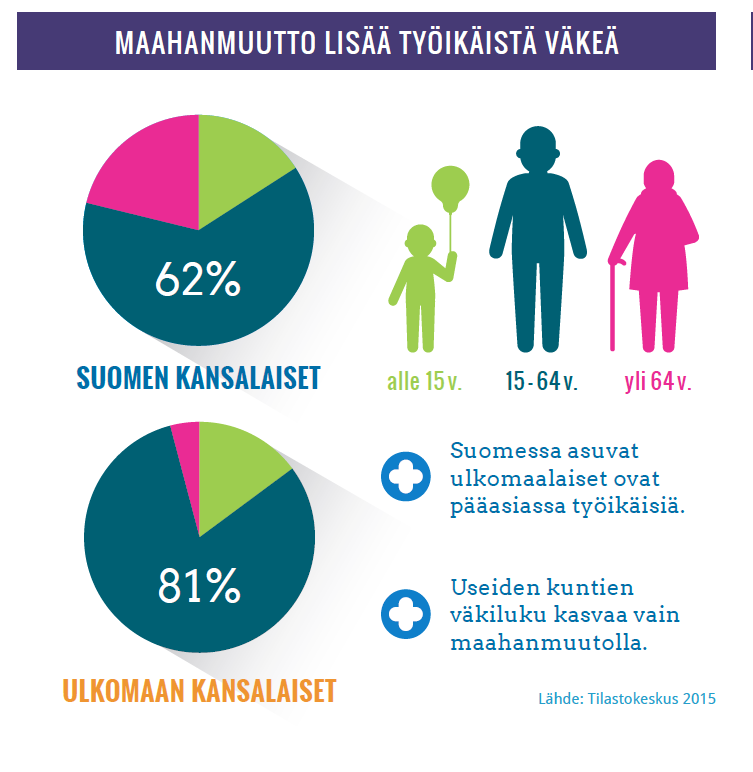 MAAHANMUUTTO LISÄÄ TYÖIKÄISTÄ VÄKEÄ
62%
SUOMEN KANSALAISET
alle 15 v.
15-64 v.
yli 64 v.
81%
ULKOMAAN KANSALAISET
Suomessa asuvat
ulkomaalaiset ovat
pääasiassa työikäisiä.
Useiden kuntien
väkiluku kasvaa vain
maahanmuutolla.
Lähde: Tilastokeskus 2015